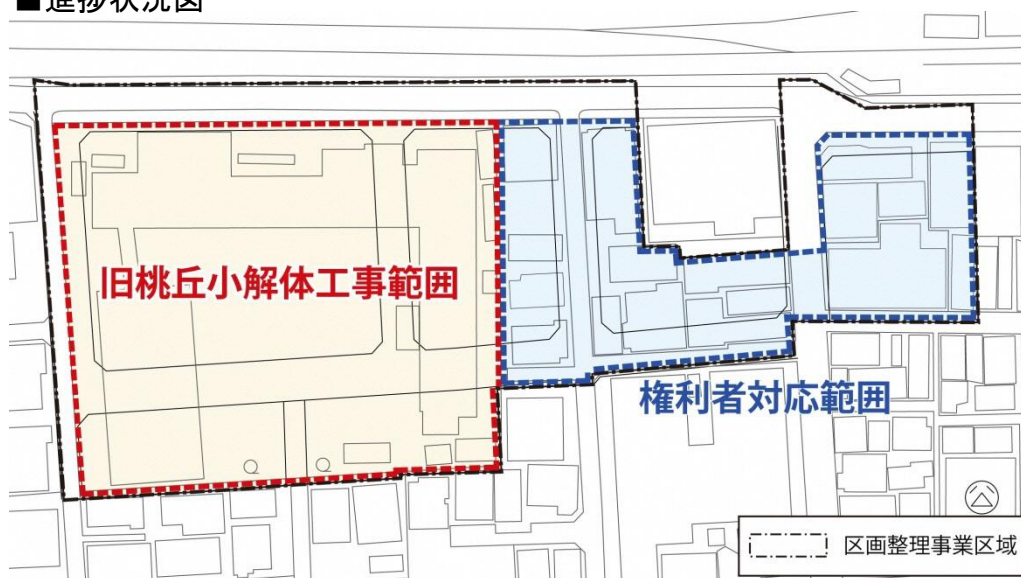 ■進捗状況図
旧桃丘小解体工事範囲
権利者対応範囲
区画整理事業区域